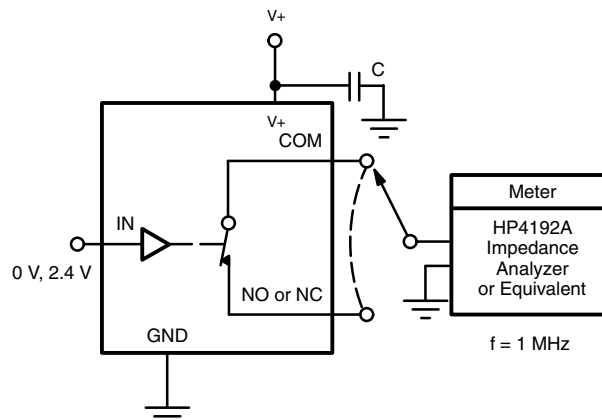 V+
C
V+
COM
IN
0 V, 2.4 V
NO or NC
GND
Meter
HP4192A
Impedance
Analyzer
or Equivalent
f = 1 MHz